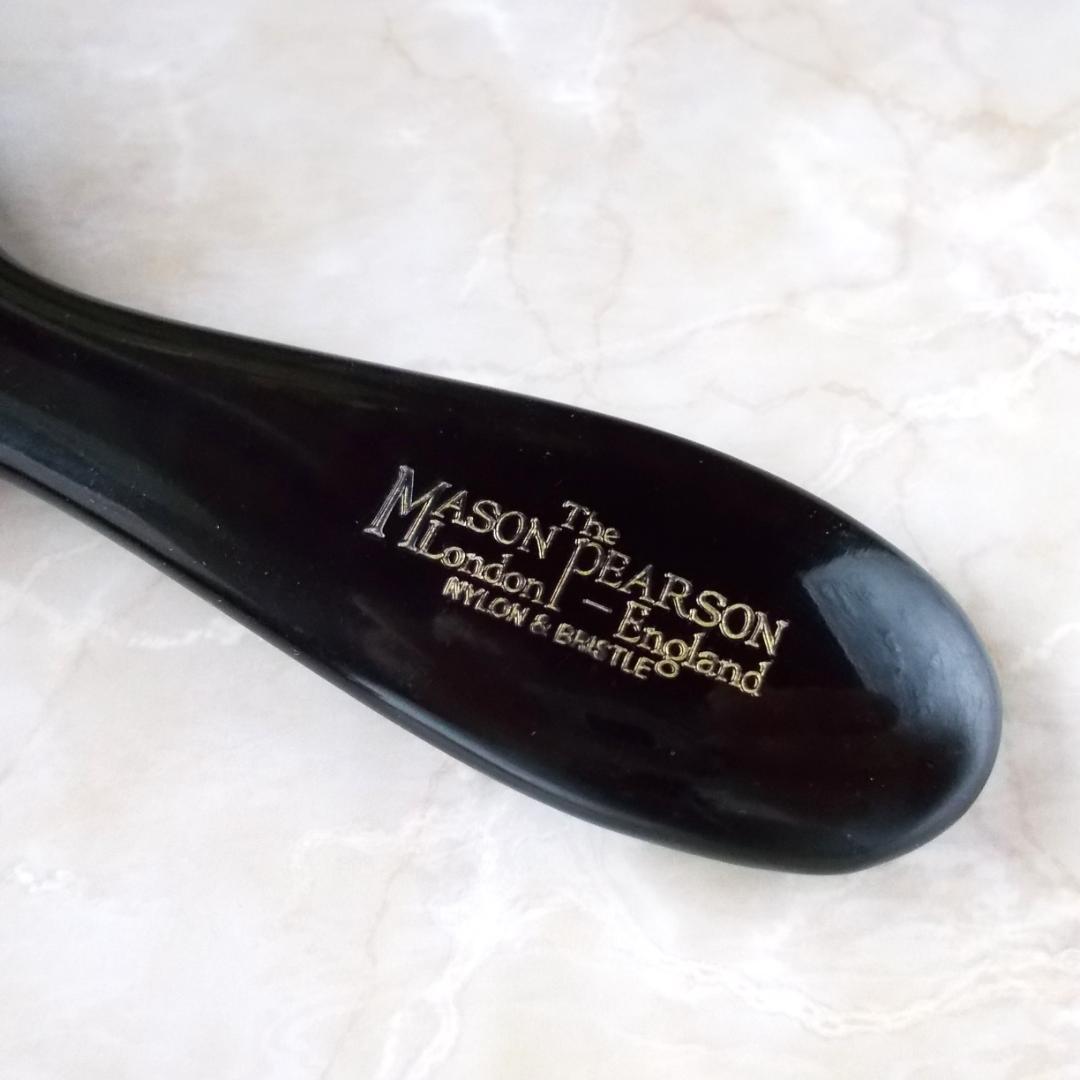 The
MASON PEARSON
London - England
NYLON & BRISTLE